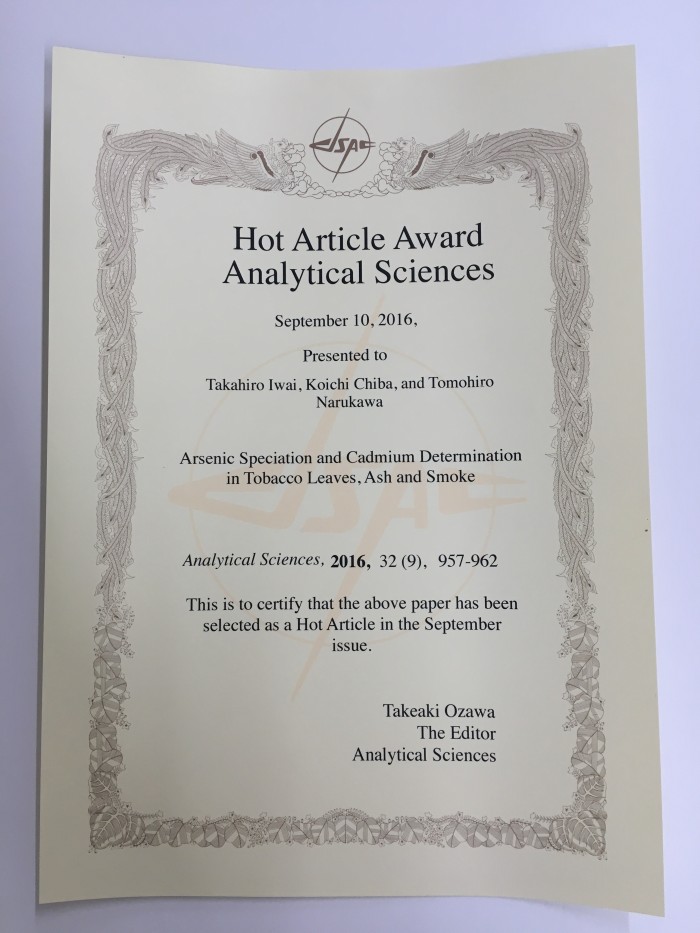 JSAC
Hot Article Award
Analytical Sciences
September 10, 2016,
Presented to
Takahiro Iwai, Koichi Chiba, and Tomohiro
Narukawa
Arsenic Speciation and Cadmium Determination
in Tobacco Leaves, Ash and Smoke
JSAC
Analytical Sciences, 2016, 32 (9), 957-962
This is to certify that the above paper has been
selected as a Hot Article in the September
issue.
Takeaki Ozawa
The Editor
Analytical Sciences